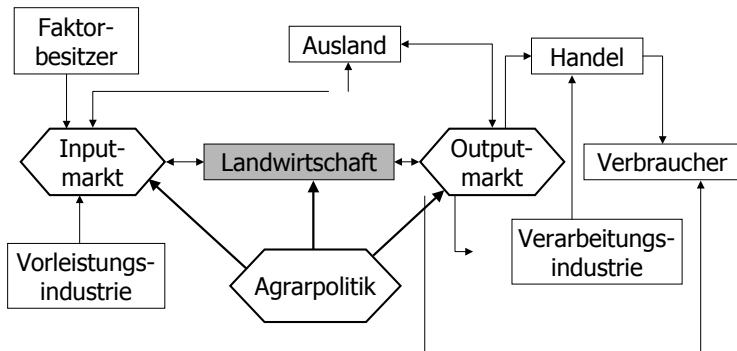 Faktor-
besitzer
Ausland
Handel
Input-
markt
Landwirtschaft
Output-
markt
Verbraucher
Vorleistungs-
industrie
Agrarpolitik
Verarbeitungs-
industrie